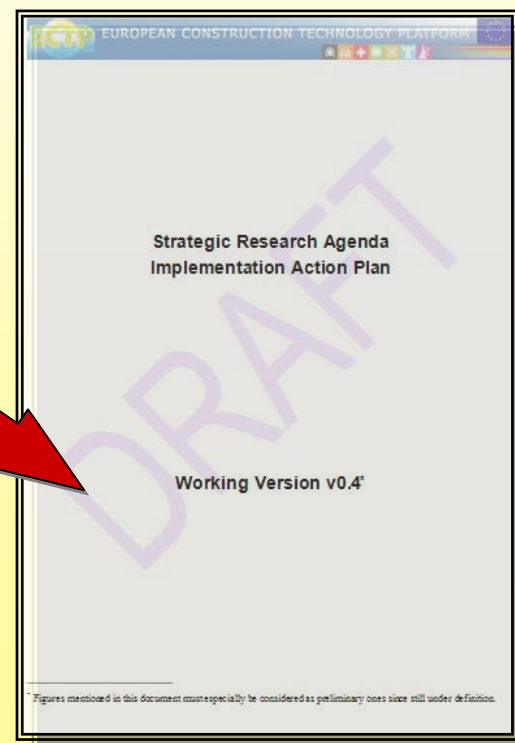 ECTP EUROPEAN CONSTRUCTION TECHNOLOGY PLATFORM
Strategic Research Agenda
Implementation Action Plan
DRAFT
Working Version v0.4*
* Figures mentioned in this document must especially be considered as preliminary ones since still under definition.